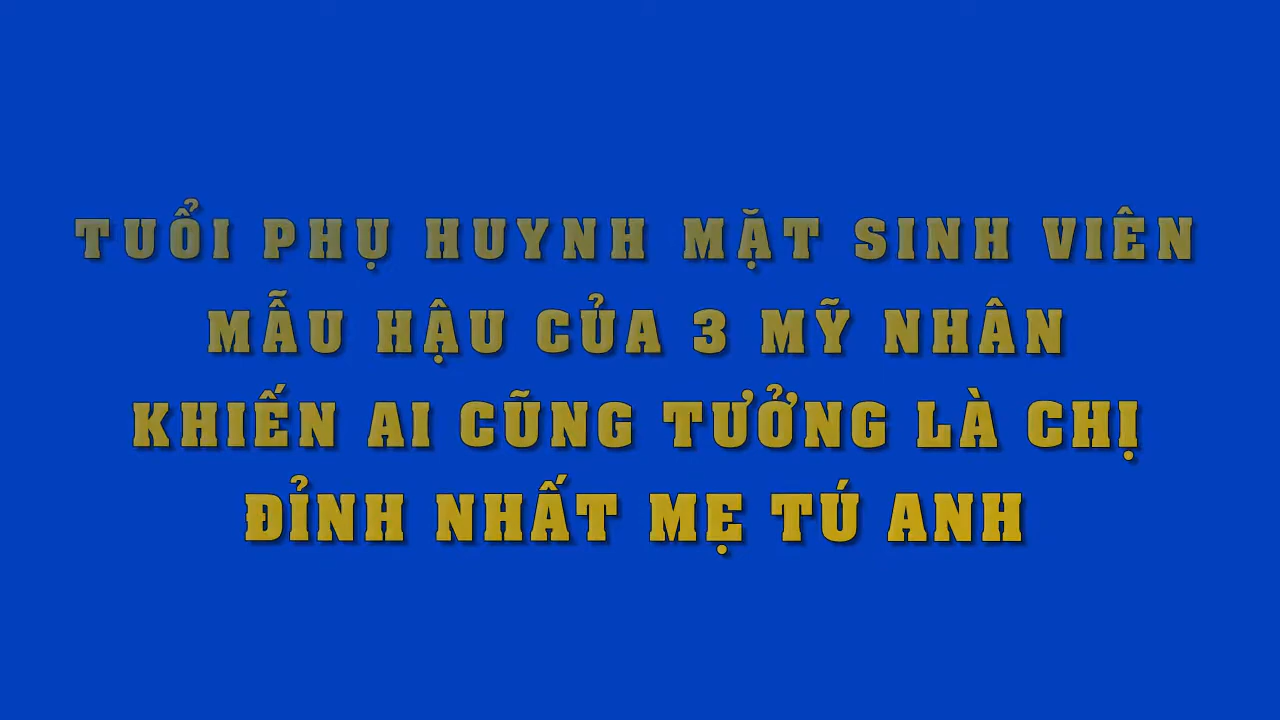 TUỔI PHỤ HUYNH MẶT SINH VIÊN
MẪU HẬU CỦA 3 MỸ NHÂN
KHIẾN AI CŨNG TƯỞNG LÀ CHỊ
ĐỈNH NHẤT MẸ TÚ ANH